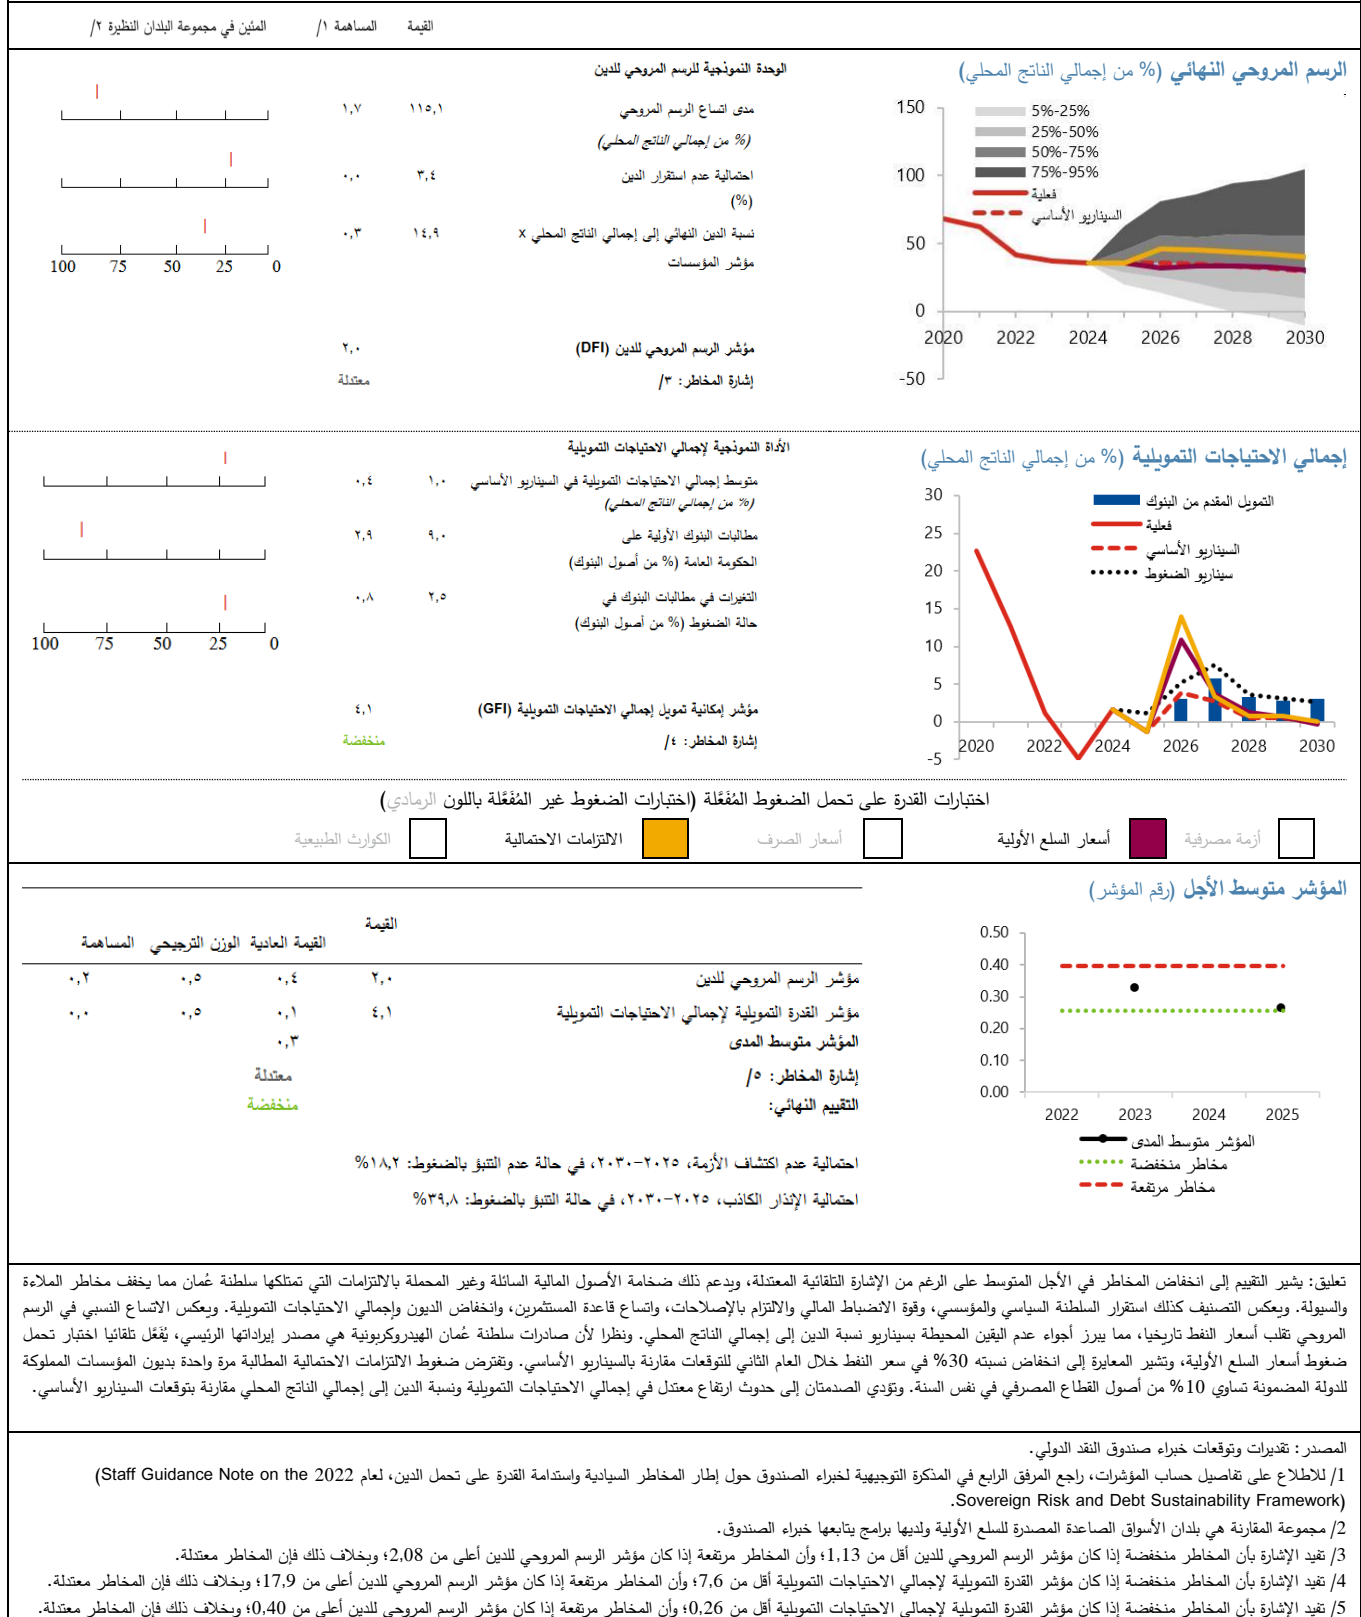 القيمة المساهمة ١/ المئين في مجموعة البلدان النظيرة ٢/
الرسم المروحي النهائي (% من إجمالي الناتج المحلي)
150
100
50
0
-50
5%-25%
25%-50%
50%-75%
75%-95%
فعلية
السيناريو الأساسي
2020 2022 2024 2026 2028 2030
الوحدة النموذجية للرسم المروحي للدين
مدى اتساع الرسم المروحي ١١٥,١ ١,٧
(% من إجمالي الناتج المحلي)
احتمالية عدم استقرار الدين ٣,٤ ٠,٠
(%)
نسبة الدين النهائي إلى إجمالي الناتج المحلي x ١٤,٩ ٠,٣
مؤشر المؤسسات
100 75 50 25 0
مؤشر الرسم المروحي للدين (DFI) ٢,٠
إشارة المخاطر: ٣/ معتدلة
إجمالي الاحتياجات التمويلية (% من إجمالي الناتج المحلي)
30
25
20
15
10
5
0
-5
التمويل المقدم من البنوك
فعلية
السيناريو الأساسي
سيناريو الضغوط
2020 2022 2024 2026 2028 2030
الأداة النموذجية لإجمالي الاحتياجات التمويلية
متوسط إجمالي الاحتياجات التمويلية في السيناريو الأساسي ١,٠ ٠,٤
(% من إجمالي الناتج المحلي)
مطالبات البنوك الأولية على ٩,٠ ٢,٩
الحكومة العامة (% من أصول البنوك)
التغيرات في مطالبات البنوك في ٢,٥ ٠,٨
حالة الضغوط (% من أصول البنوك)
100 75 50 25 0
مؤشر إمكانية تمويل إجمالي الاحتياجات التمويلية (GFI) ٤,١
إشارة المخاطر: ٤/ منخفضة
اختبارات القدرة على تحمل الضغوط المُفَعَّلة (اختبارات الضغوط غير المُفَعَّلة باللون الرمادي)
أزمة مصرفية أسعار السلع الأولية أسعار الصرف الالتزامات الاحتمالية الكوارث الطبيعية
المؤشر متوسط الأجل (رقم المؤشر)
0.50
0.40
0.30
0.20
0.10
0.00
2022 2023 2024 2025
المؤشر متوسط المدى
مخاطر منخفضة
مخاطر مرتفعة
القيمة
القيمة العادية الوزن الترجيحي المساهمة
مؤشر الرسم المروحي للدين ٢,٠ ٠,٤ ٠,٥ ٠,٢
مؤشر القدرة التمويلية لإجمالي الاحتياجات التمويلية ٤,١ ٠,١ ٠,٥ ٠,٠
المؤشر متوسط المدى ٠,٣
إشارة المخاطر: ٥/ معتدلة
التقييم النهائي: منخفضة
احتمالية عدم اكتشاف الأزمة، ٢٠٢٥-٢٠٣٠، في حالة عدم التنبؤ بالضغوط: ١٨,٢%
احتمالية الإنذار الكاذب، ٢٠٢٥-٢٠٣٠، في حالة التنبؤ بالضغوط: ٣٩,٨%
تعليق: يشير التقييم إلى انخفاض المخاطر في الأجل المتوسط على الرغم من الإشارة التلقائية المعتدلة، ويدعم ذلك ضخامة الأصول المالية السائلة وغير المحملة بالالتزامات التي تمتلكها سلطنة عُمان مما يخفف مخاطر الملاءة
والسيولة. ويعكس التصنيف كذلك استقرار السلطنة السياسي والمؤسسي، وقوة الانضباط المالي والالتزام بالإصلاحات، واتساع قاعدة المستثمرين، وانخفاض الديون وإجمالي الاحتياجات التمويلية. ويعكس الاتساع النسبي في الرسم
المروحي تقلب أسعار النفط تاريخيا، مما يبرز أجواء عدم اليقين المحيطة بسيناريو نسبة الدين إلى إجمالي الناتج المحلي. ونظرا لأن صادرات سلطنة عُمان الهيدروكربونية هي مصدر إيراداتها الرئيسي، يُفَعَّل تلقائيا اختبار تحمل
ضغوط أسعار السلع الأولية، وتشير المعايرة إلى انخفاض نسبته 30% في سعر النفط خلال العام الثاني للتوقعات مقارنة بالسيناريو الأساسي. وتفترض ضغوط الالتزامات الاحتمالية المطالبة مرة واحدة بديون المؤسسات المملوكة
للدولة المضمونة تساوي 10% من أصول القطاع المصرفي في نفس السنة. وتؤدي الصدمتان إلى حدوث ارتفاع معتدل في إجمالي الاحتياجات التمويلية ونسبة الدين إلى إجمالي الناتج المحلي مقارنة بتوقعات السيناريو الأساسي.
المصدر: تقديرات وتوقعات خبراء صندوق النقد الدولي.
1/ للاطلاع على تفاصيل حساب المؤشرات، راجع المرفق الرابع في المذكرة التوجيهية لخبراء الصندوق حول إطار المخاطر السيادية واستدامة القدرة على تحمل الدين، لعام 2022 (Staff Guidance Note on the
Sovereign Risk and Debt Sustainability Framework).
2/ مجموعة المقارنة هي بلدان الأسواق الصاعدة المصدرة للسلع الأولية ولديها برامج يتابعها خبراء الصندوق.
3/ تفيد الإشارة بأن المخاطر منخفضة إذا كان مؤشر الرسم المروحي للدين أقل من 1,13؛ وأن المخاطر مرتفعة إذا كان مؤشر الرسم المروحي للدين أعلى من 2,08؛ وبخلاف ذلك فإن المخاطر معتدلة.
4/ تفيد الإشارة بأن المخاطر منخفضة إذا كان مؤشر القدرة التمويلية لإجمالي الاحتياجات التمويلية أقل من 7,6؛ وأن المخاطر مرتفعة إذا كان مؤشر الرسم المروحي للدين أعلى من 17,9؛ وبخلاف ذلك فإن المخاطر معتدلة.
5/ تفيد الإشارة بأن المخاطر منخفضة إذا كان مؤشر القدرة التمويلية لإجمالي الاحتياجات التمويلية أقل من 0,26؛ وأن المخاطر مرتفعة إذا كان مؤشر الرسم المروحي للدين أعلى من 0,40؛ وبخلاف ذلك فإن المخاطر معتدلة.